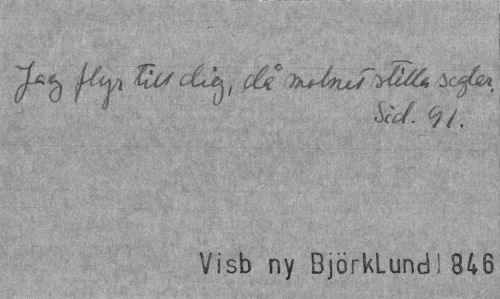 Jag flyr till dig, då molnet stilla seglar,
Sid. 91.
Visb ny Björklund 1846